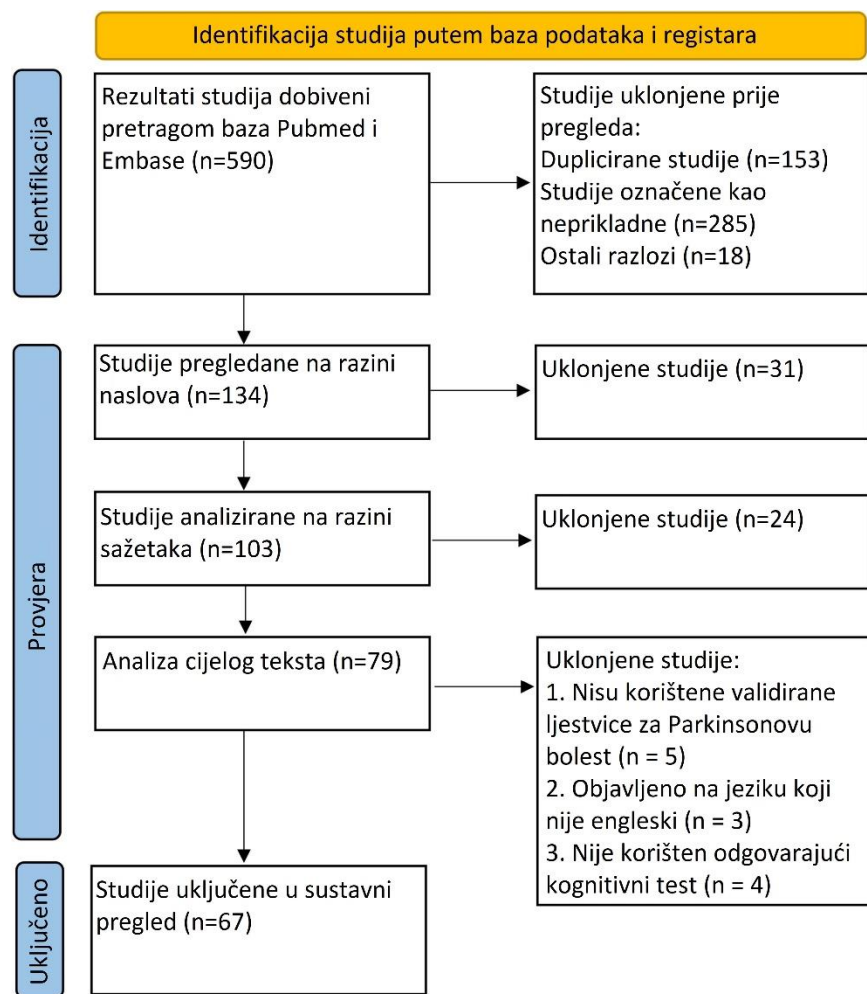 Identifikacija studija putem baza podataka i registara
Identifikacija
Rezultati studija dobiveni
pretragom baza Pubmed i
Embase (n=590)
Studije uklonjene prije
pregleda:
Duplicirane studije (n=153)
Studije označene kao
neprikladne (n=285)
Ostali razlozi (n=18)
Provjera
Studije pregledane na razini
naslova (n=134)
Uklonjene studije (n=31)
Studije analizirane na razini
sažetaka (n=103)
Uklonjene studije (n=24)
Analiza cijelog teksta (n=79)
Uklonjene studije:
1. Nisu korištene validirane
ljestvice za Parkinsonovu
bolest (n = 5)
2. Objavljeno na jeziku koji
nije engleski (n = 3)
3. Nije korišten odgovarajući
kognitivni test (n = 4)
Uključeno
Studije uključene u sustavni
pregled (n=67)